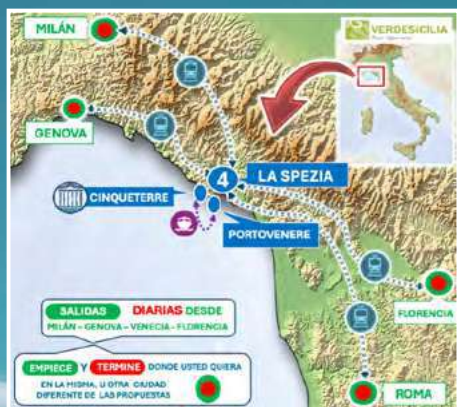 MILÁN
VERDESICILIA
GENOVA
4
LA SPEZIA
CINQUETERRE
PORTOVENERE
FLORENCIA
SALIDAS DIARIAS DESDE
MILÁN - GENOVA - VENECIA - FLORENCIA
EMPIECE Y TERMINE DONDE USTED QUIERA
EN LA MISMA, U OTRA CIUDAD
DIFERENTE DE LAS PROPUESTAS
ROMA